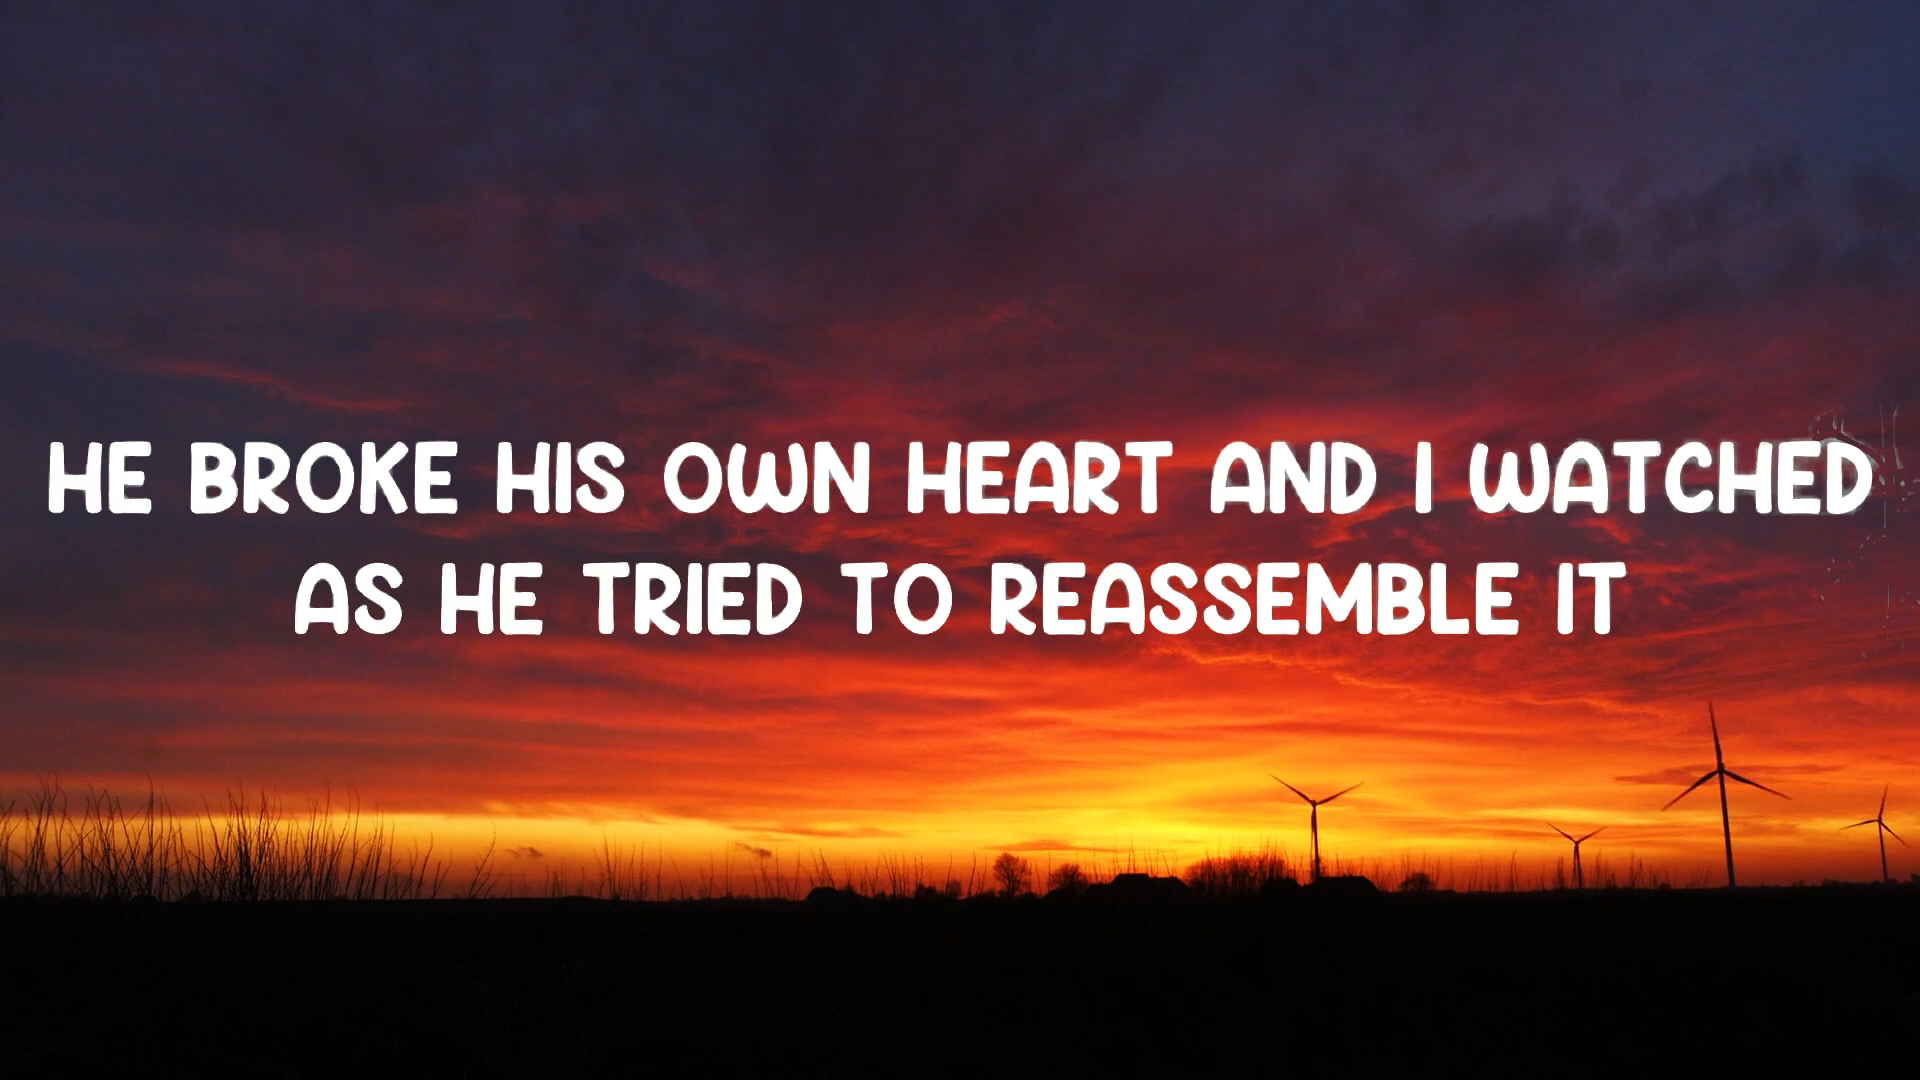 HE BROKE HIS OWN HEART AND I WATCHED
AS HE TRIED TO REASSEMBLE IT